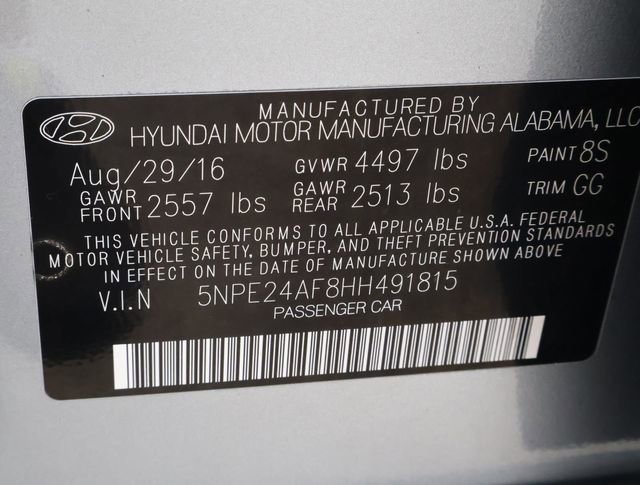 MANUFACTURED BY
HYUNDAI MOTOR MANUFACTURING ALABAMA, LLC
Aug/29/16 GVWR 4497 lbs PAINT 8S
GAWR FRONT 2557 lbs GAWR REAR 2513 lbs TRIM GG
THIS VEHICLE CONFORMS TO ALL APPLICABLE U.S.A. FEDERAL
MOTOR VEHICLE SAFETY, BUMPER, AND THEFT PREVENTION STANDARDS
IN EFFECT ON THE DATE OF MANUFACTURE SHOWN ABOVE
V.I.N 5NPE24AF8HH491815
PASSENGER CAR